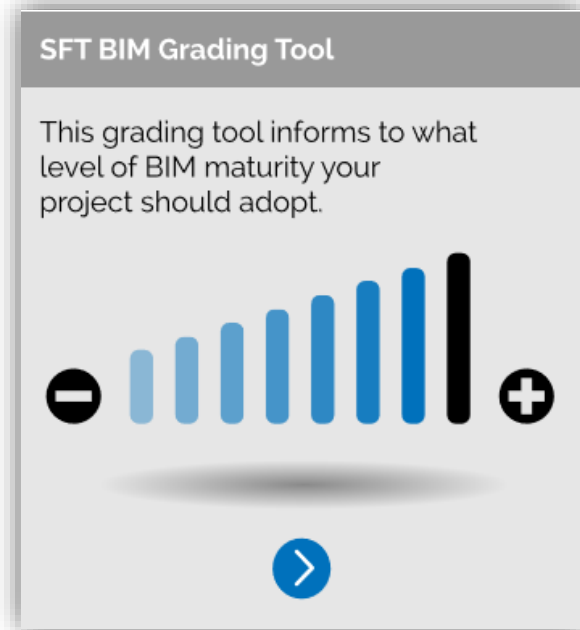 SFT BIM Grading Tool
This grading tool informs to what
level of BIM maturity your
project should adopt.